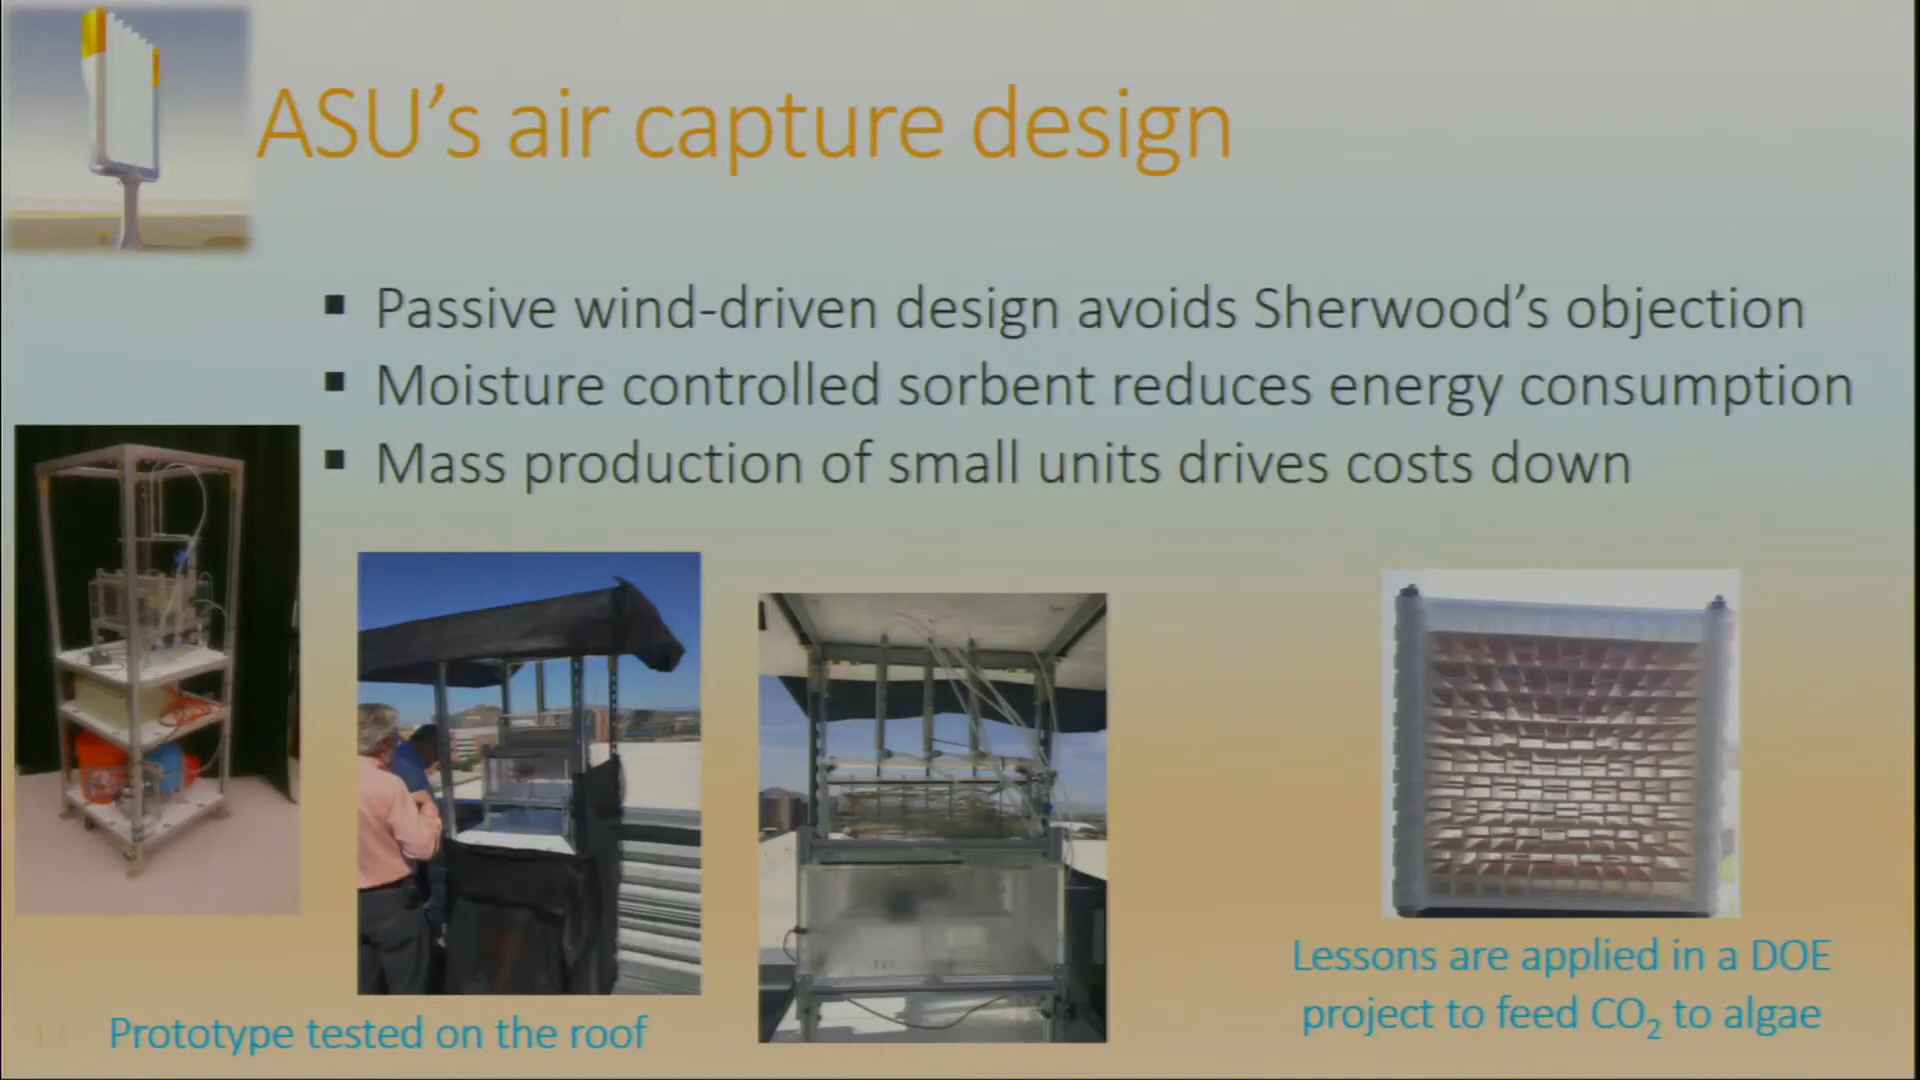 ASU’s air capture design
▪ Passive wind-driven design avoids Sherwood’s objection
▪ Moisture controlled sorbent reduces energy consumption
▪ Mass production of small units drives costs down
Prototype tested on the roof
Lessons are applied in a DOE
project to feed CO₂ to algae